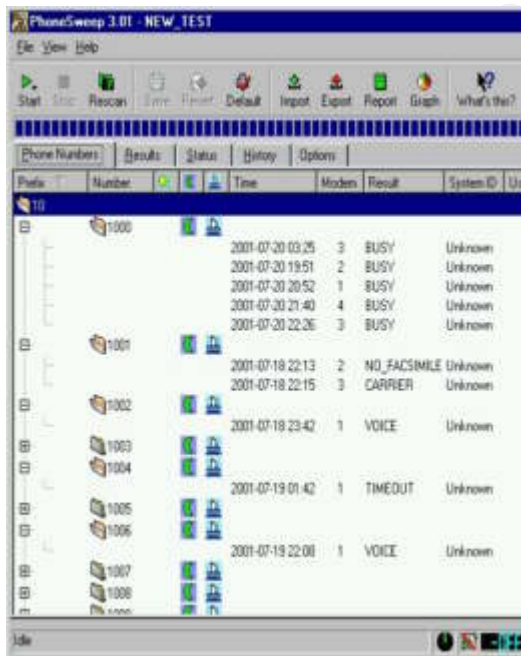 PhoneSweep 3.01 - NEW_TEST
File View Help
Start Stop Rescan Save Revert Default Import Export Report Graph What's this?
Phone Numbers Results Status History Options
Prefix Number Time Modem Result System ID
10
1000
2001-07-20 03:25 3 BUSY Unknown
2001-07-20 19:51 2 BUSY Unknown
2001-07-20 20:52 1 BUSY Unknown
2001-07-20 21:40 4 BUSY Unknown
2001-07-20 22:26 3 BUSY Unknown
1001
2001-07-18 22:13 2 NO_FACSIMILE Unknown
2001-07-18 22:15 3 CARRIER Unknown
1002
2001-07-18 23:42 1 VOICE Unknown
1003
1004
2001-07-19 01:42 1 TIMEOUT Unknown
1005
1006
2001-07-19 22:08 1 VOICE Unknown
1007
1008
Idle